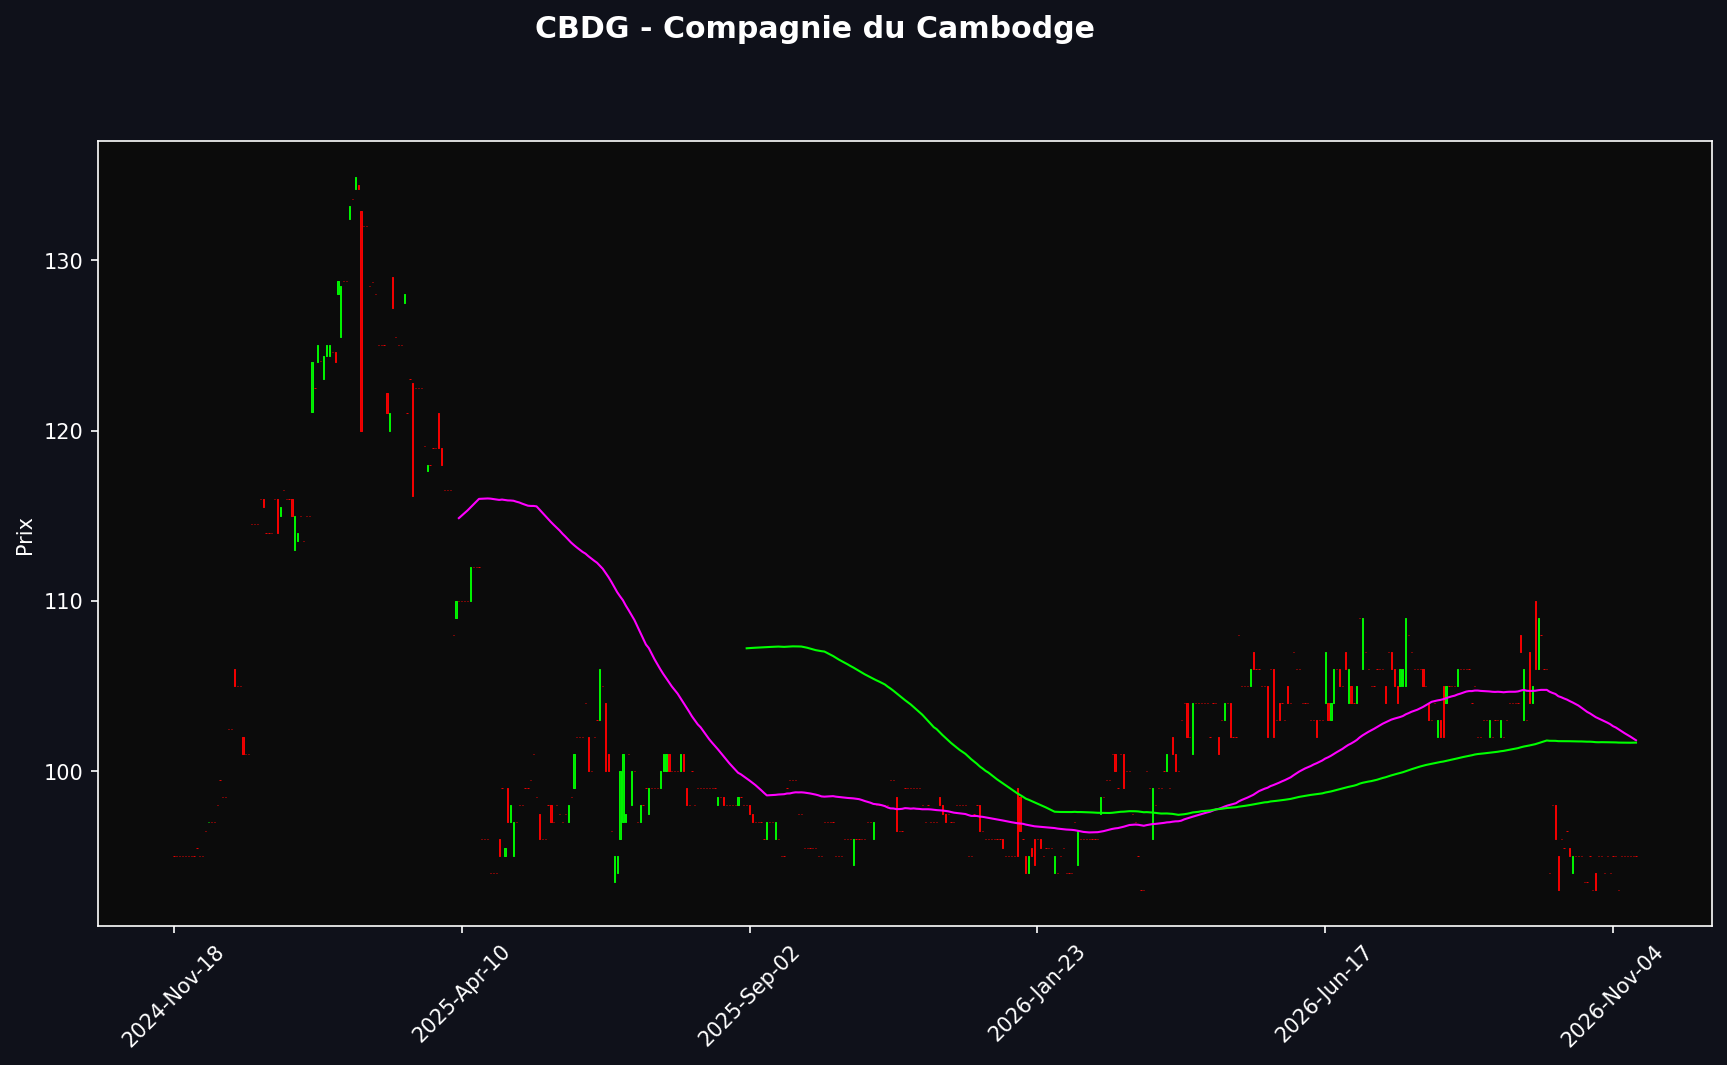 CBDG - Compagnie du Cambodge
Prix
130
120
110
100
2024-Nov-18
2025-Apr-10
2025-Sep-02
2026-Jan-23
2026-Jun-17
2026-Nov-04